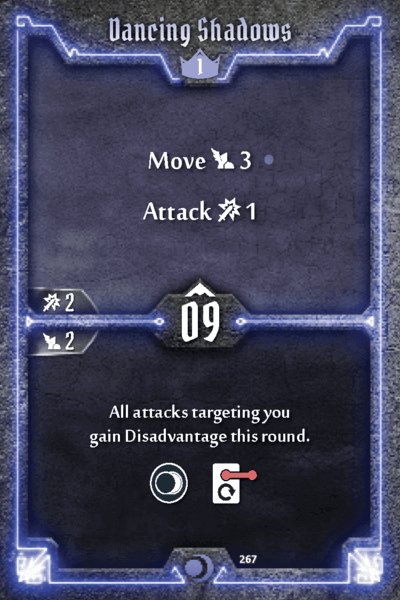 Dancing Shadows
1
Move 3
Attack 1
2
09
2
All attacks targeting you
gain Disadvantage this round.
267